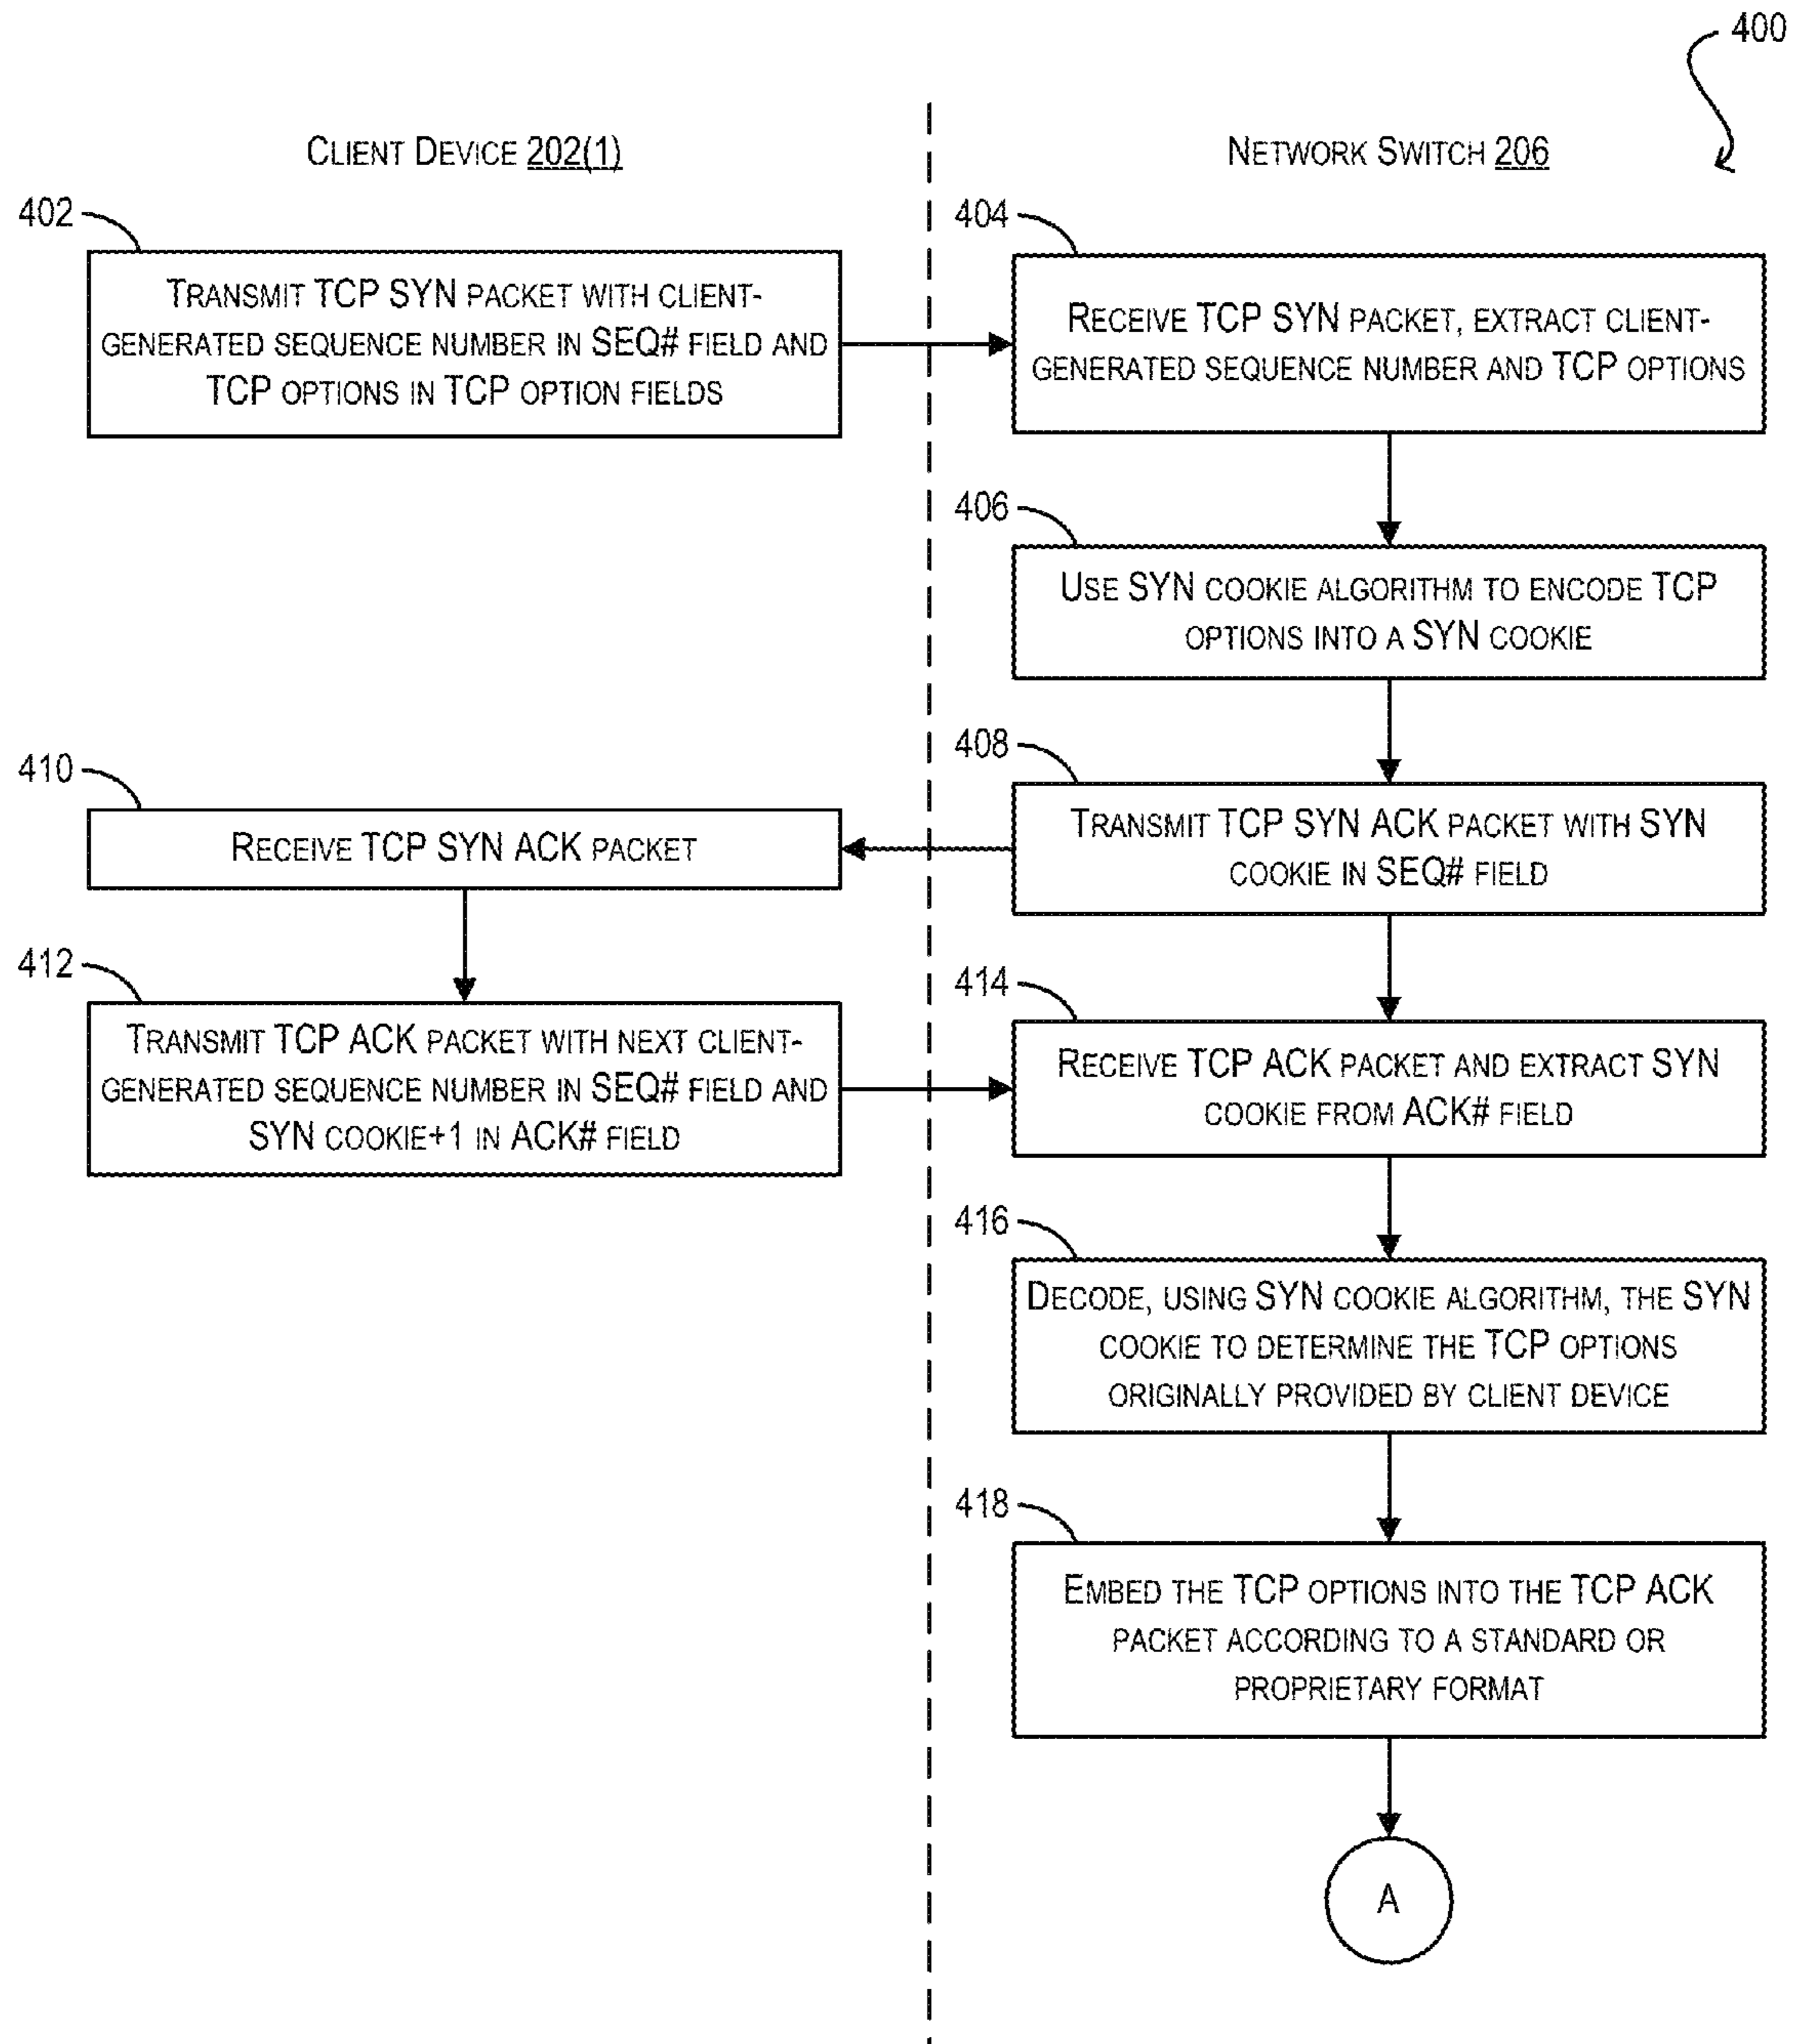 400
CLIENT DEVICE 202(1)
NETWORK SWITCH 206
402
TRANSMIT TCP SYN PACKET WITH CLIENT-
GENERATED SEQUENCE NUMBER IN SEQ# FIELD AND
TCP OPTIONS IN TCP OPTION FIELDS
404
RECEIVE TCP SYN PACKET, EXTRACT CLIENT-
GENERATED SEQUENCE NUMBER AND TCP OPTIONS
406
USE SYN COOKIE ALGORITHM TO ENCODE TCP
OPTIONS INTO A SYN COOKIE
408
TRANSMIT TCP SYN ACK PACKET WITH SYN
COOKIE IN SEQ# FIELD
410
RECEIVE TCP SYN ACK PACKET
412
TRANSMIT TCP ACK PACKET WITH NEXT CLIENT-
GENERATED SEQUENCE NUMBER IN SEQ# FIELD AND
SYN COOKIE+1 IN ACK# FIELD
414
RECEIVE TCP ACK PACKET AND EXTRACT SYN
COOKIE FROM ACK# FIELD
416
DECODE, USING SYN COOKIE ALGORITHM, THE SYN
COOKIE TO DETERMINE THE TCP OPTIONS
ORIGINALLY PROVIDED BY CLIENT DEVICE
418
EMBED THE TCP OPTIONS INTO THE TCP ACK
PACKET ACCORDING TO A STANDARD OR
PROPRIETARY FORMAT
A